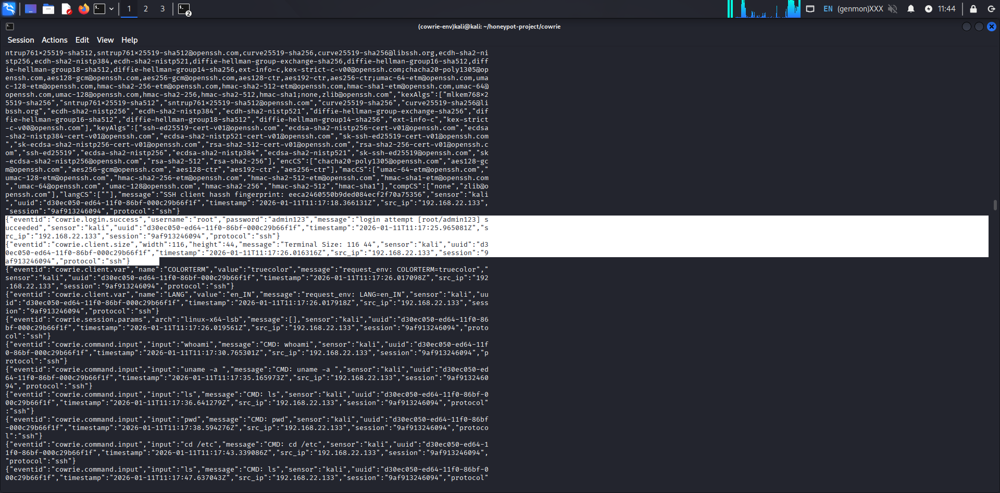 1 2 3 2 EN (genmon)XXX 11:44
(cowrie-env)kali@kali: ~/honeypot-project/cowrie
Session Actions Edit View Help
ntrup761×25519-sha512,sntrup761×25519-sha512@openssh.com,curve25519-sha256,curve25519-sha256@libssh.org,ecdh-sha2-ni
stp256,ecdh-sha2-nistp384,ecdh-sha2-nistp521,diffie-hellman-group-exchange-sha256,diffie-hellman-group16-sha512,diff
ie-hellman-group18-sha512,diffie-hellman-group14-sha256,ext-info-c,kex-strict-c-v00@openssh.com;chacha20-poly1305@op
enssh.com,aes128-gcm@openssh.com,aes256-gcm@openssh.com,aes128-ctr,aes192-ctr,aes256-ctr;umac-64-etm@openssh.com,uma
c-128-etm@openssh.com,hmac-sha2-256-etm@openssh.com,hmac-sha2-512-etm@openssh.com,hmac-sha1-etm@openssh.com,umac-64@
openssh.com,umac-128@openssh.com,hmac-sha2-256,hmac-sha2-512,hmac-sha1;none,zlib@openssh.com","kexAlgs":["mlkem768×2
5519-sha256","sntrup761×25519-sha512","sntrup761×25519-sha512@openssh.com","curve25519-sha256","curve25519-sha256@li
bssh.org","ecdh-sha2-nistp256","ecdh-sha2-nistp384","ecdh-sha2-nistp521","diffie-hellman-group-exchange-sha256","dif
fie-hellman-group16-sha512","diffie-hellman-group18-sha512","diffie-hellman-group14-sha256","ext-info-c","kex-strict
-c-v00@openssh.com"],"keyAlgs":["ssh-ed25519-cert-v01@openssh.com","ecdsa-sha2-nistp256-cert-v01@openssh.com","ecdsa
-sha2-nistp384-cert-v01@openssh.com","ecdsa-sha2-nistp521-cert-v01@openssh.com","sk-ssh-ed25519-cert-v01@openssh.com
","sk-ecdsa-sha2-nistp256-cert-v01@openssh.com","rsa-sha2-512-cert-v01@openssh.com","rsa-sha2-256-cert-v01@openssh.c
om","ssh-ed25519","ecdsa-sha2-nistp256","ecdsa-sha2-nistp384","ecdsa-sha2-nistp521","sk-ssh-ed25519@openssh.com","sk
-ecdsa-sha2-nistp256@openssh.com","rsa-sha2-512","rsa-sha2-256"],"encCS":["chacha20-poly1305@openssh.com","aes128-gc
m@openssh.com","aes256-gcm@openssh.com","aes128-ctr","aes192-ctr","aes256-ctr"],"macCS":["umac-64-etm@openssh.com","
umac-128-etm@openssh.com","hmac-sha2-256-etm@openssh.com","hmac-sha2-512-etm@openssh.com","hmac-sha1-etm@openssh.com
","umac-64@openssh.com","umac-128@openssh.com","hmac-sha2-256","hmac-sha2-512","hmac-sha1"],"compCS":["none","zlib@o
penssh.com"],"langCS":[""],"message":"SSH client hassh fingerprint: eeca2460550b9ded084ecf2f70a75356","sensor":"kali
","uuid":"d30ec050-ed64-11f0-86bf-000c29b66f1f","timestamp":"2026-01-11T11:17:18.366131Z","src_ip":"192.168.22.133",
"session":"9af913246094","protocol":"ssh"}
{"eventid":"cowrie.login.success","username":"root","password":"admin123","message":"login attempt [root/admin123] s
ucceeded","sensor":"kali","uuid":"d30ec050-ed64-11f0-86bf-000c29b66f1f","timestamp":"2026-01-11T11:17:25.965081Z","s
rc_ip":"192.168.22.133","session":"9af913246094","protocol":"ssh"}
{"eventid":"cowrie.client.size","width":116,"height":44,"message":"Terminal Size: 116 44","sensor":"kali","uuid":"d3
0ec050-ed64-11f0-86bf-000c29b66f1f","timestamp":"2026-01-11T11:17:26.016316Z","src_ip":"192.168.22.133","session":"9
af913246094","protocol":"ssh"}
{"eventid":"cowrie.client.var","name":"COLORTERM","value":"truecolor","message":"request_env: COLORTERM=truecolor","
sensor":"kali","uuid":"d30ec050-ed64-11f0-86bf-000c29b66f1f","timestamp":"2026-01-11T11:17:26.017098Z","src_ip":"192
.168.22.133","session":"9af913246094","protocol":"ssh"}
{"eventid":"cowrie.client.var","name":"LANG","value":"en_IN","message":"request_env: LANG=en_IN","sensor":"kali","uu
id":"d30ec050-ed64-11f0-86bf-000c29b66f1f","timestamp":"2026-01-11T11:17:26.017918Z","src_ip":"192.168.22.133","sess
ion":"9af913246094","protocol":"ssh"}
{"eventid":"cowrie.session.params","arch":"linux-x64-lsb","message":[],"sensor":"kali","uuid":"d30ec050-ed64-11f0-86
bf-000c29b66f1f","timestamp":"2026-01-11T11:17:26.019561Z","src_ip":"192.168.22.133","session":"9af913246094","proto
col":"ssh"}
{"eventid":"cowrie.command.input","input":"whoami","message":"CMD: whoami","sensor":"kali","uuid":"d30ec050-ed64-11f
0-86bf-000c29b66f1f","timestamp":"2026-01-11T11:17:30.765301Z","src_ip":"192.168.22.133","session":"9af913246094","p
rotocol":"ssh"}
{"eventid":"cowrie.command.input","input":"uname -a ","message":"CMD: uname -a ","sensor":"kali","uuid":"d30ec050-ed
64-11f0-86bf-000c29b66f1f","timestamp":"2026-01-11T11:17:35.165973Z","src_ip":"192.168.22.133","session":"9af9132460
94","protocol":"ssh"}
{"eventid":"cowrie.command.input","input":"ls","message":"CMD: ls","sensor":"kali","uuid":"d30ec050-ed64-11f0-86bf-0
00c29b66f1f","timestamp":"2026-01-11T11:17:36.641279Z","src_ip":"192.168.22.133","session":"9af913246094","protocol"
:"ssh"}
{"eventid":"cowrie.command.input","input":"pwd","message":"CMD: pwd","sensor":"kali","uuid":"d30ec050-ed64-11f0-86bf
-000c29b66f1f","timestamp":"2026-01-11T11:17:38.594276Z","src_ip":"192.168.22.133","session":"9af913246094","protoco
l":"ssh"}
{"eventid":"cowrie.command.input","input":"cd /etc","message":"CMD: cd /etc","sensor":"kali","uuid":"d30ec050-ed64-1
1f0-86bf-000c29b66f1f","timestamp":"2026-01-11T11:17:43.339086Z","src_ip":"192.168.22.133","session":"9af913246094",
"protocol":"ssh"}
{"eventid":"cowrie.command.input","input":"ls","message":"CMD: ls","sensor":"kali","uuid":"d30ec050-ed64-11f0-86bf-0
00c29b66f1f","timestamp":"2026-01-11T11:17:47.637043Z","src_ip":"192.168.22.133","session":"9af913246094","protocol"